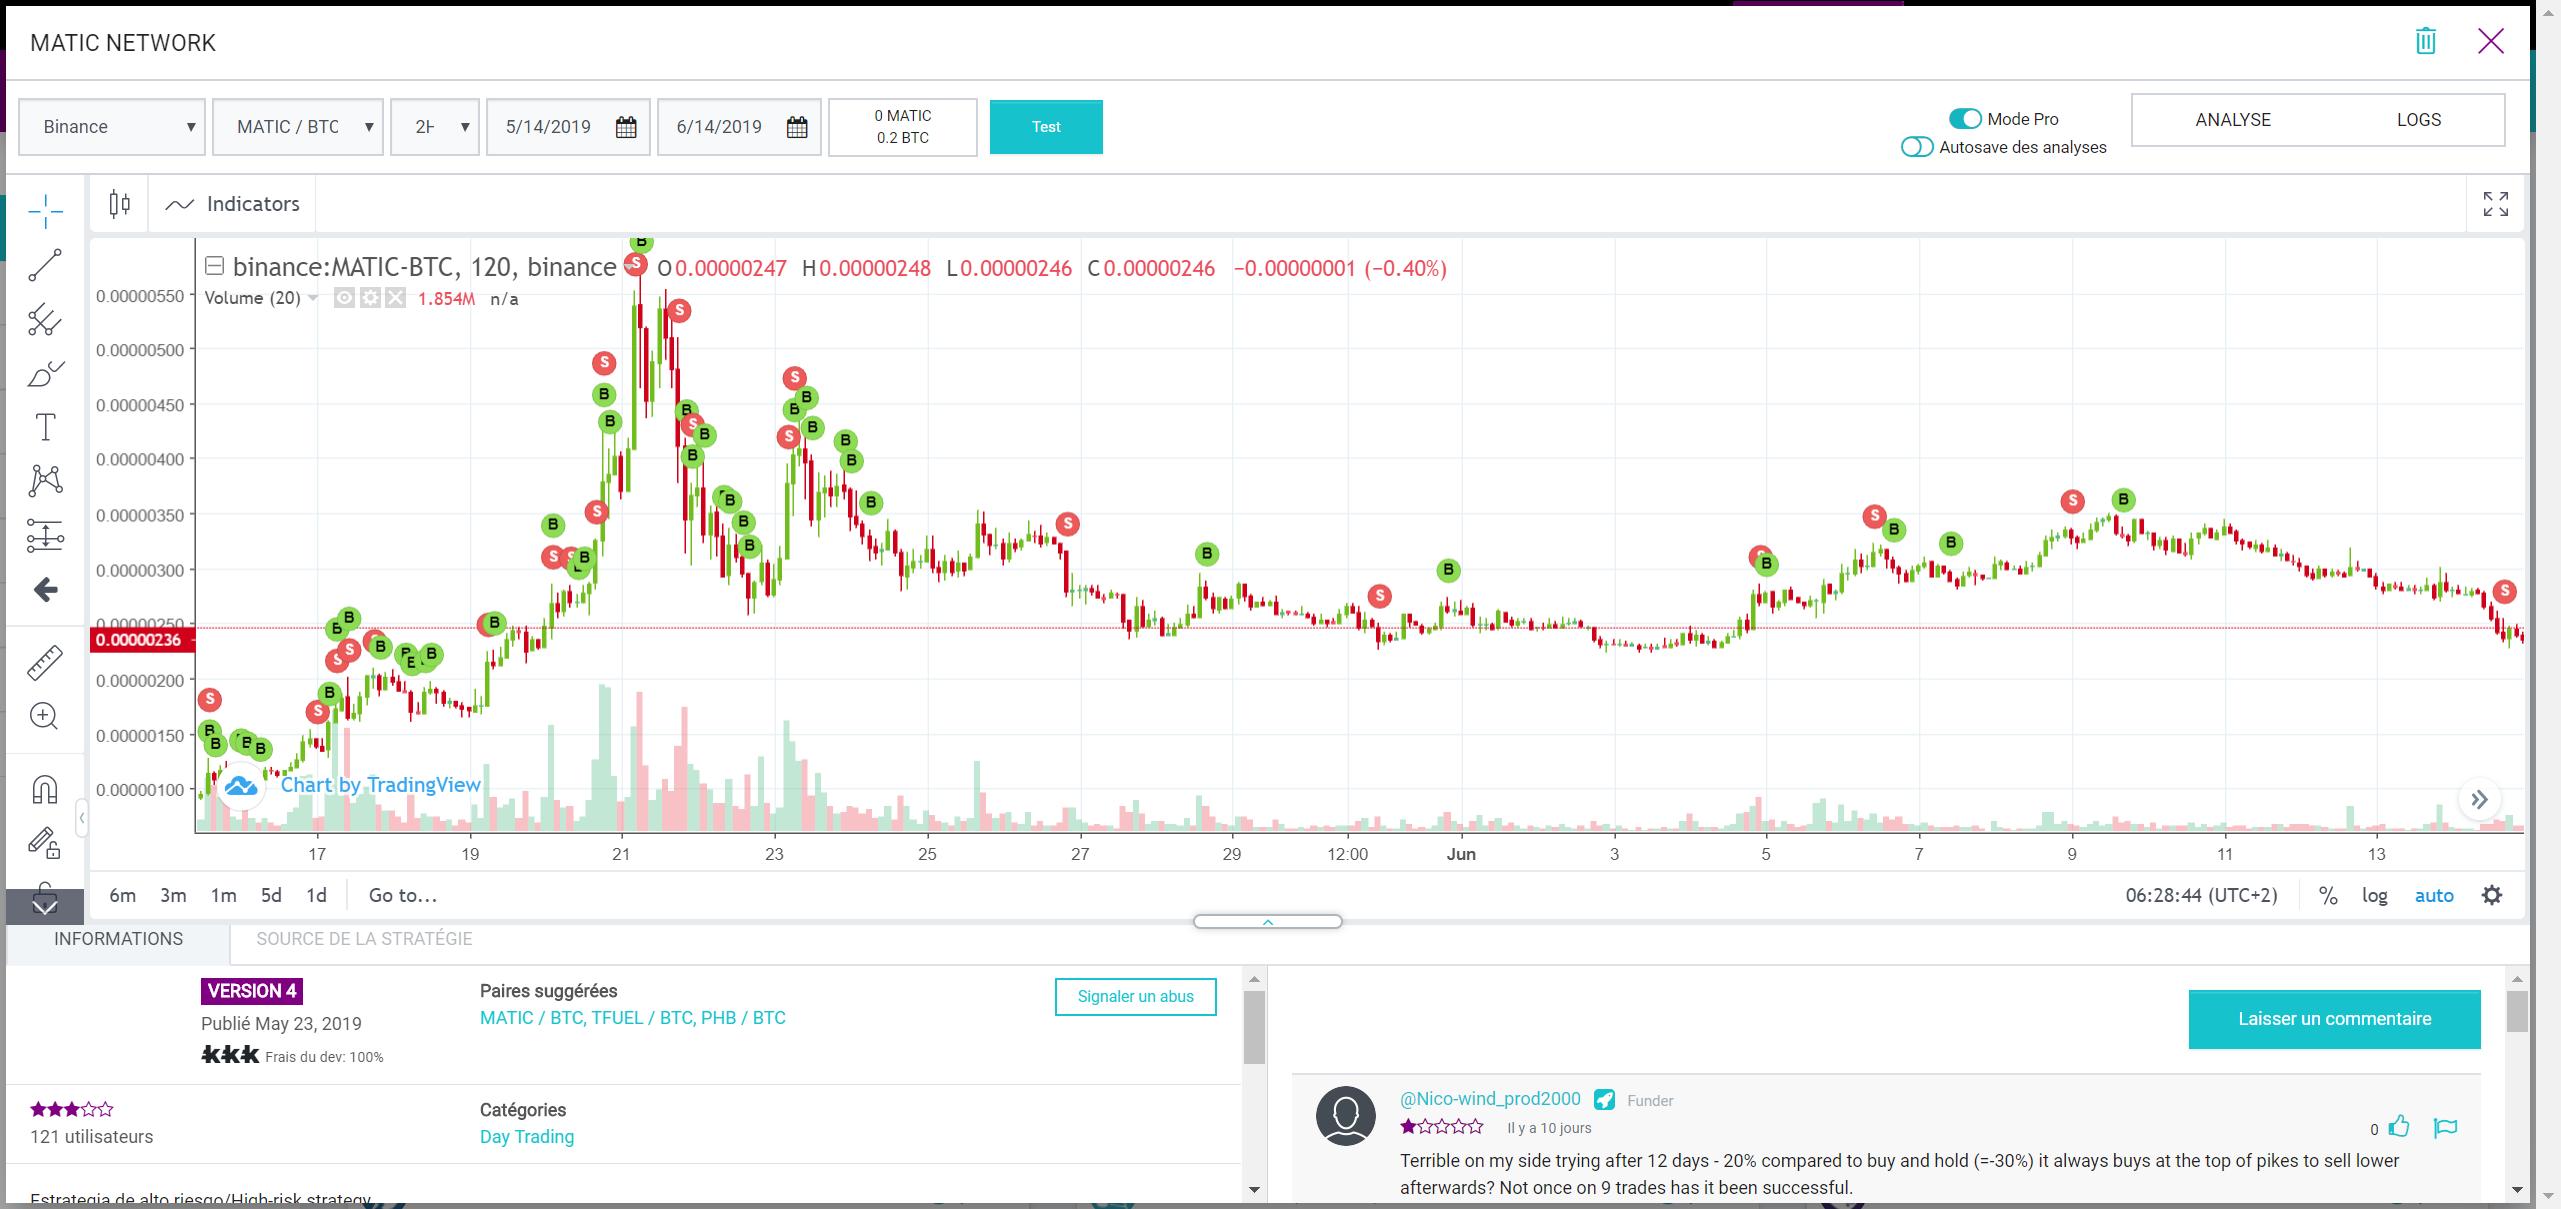 MATIC NETWORK
Binance
MATIC / BTC
2H
5/14/2019
6/14/2019
0 MATIC
0.2 BTC
Test
Mode Pro
Autosave des analyses
ANALYSE
LOGS
Indicators
binance:MATIC-BTC, 120, binance
O 0.00000247 H 0.00000248 L 0.00000246 C 0.00000246 −0.00000001 (−0.40%)
Volume (20) 1.854M n/a
0.00000550
0.00000500
0.00000450
0.00000400
0.00000350
0.00000300
0.00000250
0.00000236
0.00000200
0.00000150
0.00000100
Chart by TradingView
17 19 21 23 25 27 29 12:00 Jun 3 5 7 9 11 13
6m 3m 1m 5d 1d Go to...
06:28:44 (UTC+2) % log auto
INFORMATIONS
SOURCE DE LA STRATÉGIE
VERSION 4
Publié May 23, 2019
Frais du dev: 100%
Paires suggérées
MATIC / BTC, TFUEL / BTC, PHB / BTC
Signaler un abus
121 utilisateurs
Catégories
Day Trading
Estrategia de alto riesgo/High-risk strategy
Laisser un commentaire
@Nico-wind_prod2000 Funder
Il y a 10 jours
0
Terrible on my side trying after 12 days - 20% compared to buy and hold (=-30%) it always buys at the top of pikes to sell lower
afterwards? Not once on 9 trades has it been successful.